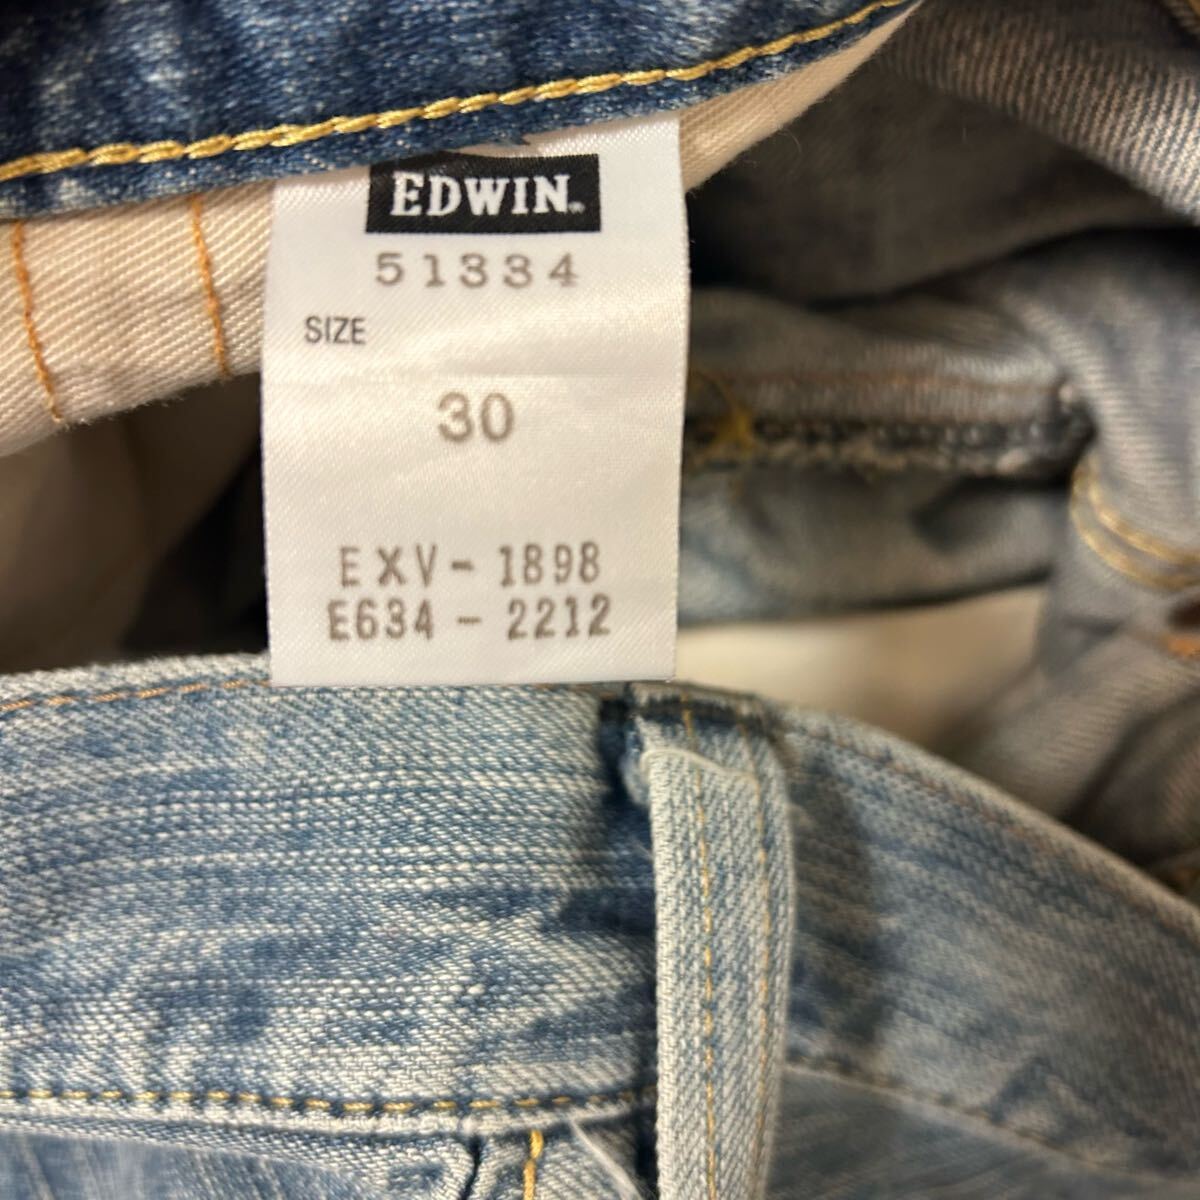 EDWIN®
51334
SIZE
30
EXV-1898
E634-2212